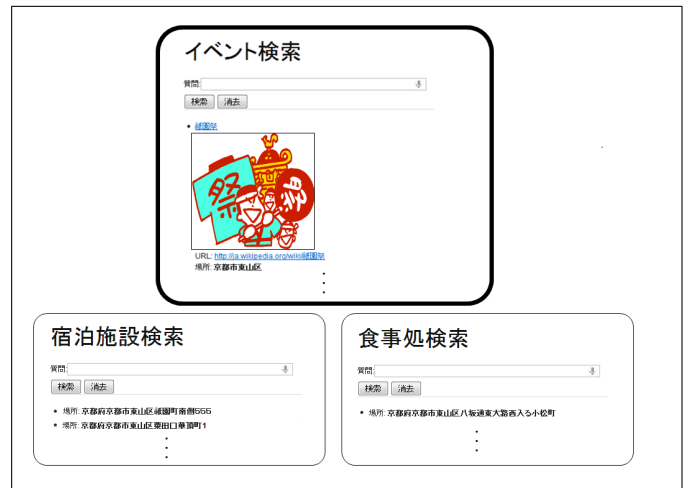 イベント検索
質問:
検索 消去
• 祇園祭
祭
祭
URL: http://ja.wikipedia.org/wiki/祇園祭
場所: 京都市東山区
宿泊施設検索
質問:
検索 消去
• 場所: 京都府京都市東山区祇園町南側555
• 場所: 京都府京都市東山区粟田口華頂町1
食事処検索
質問:
検索 消去
• 場所: 京都府京都市東山区八坂通東大路西入る小松町